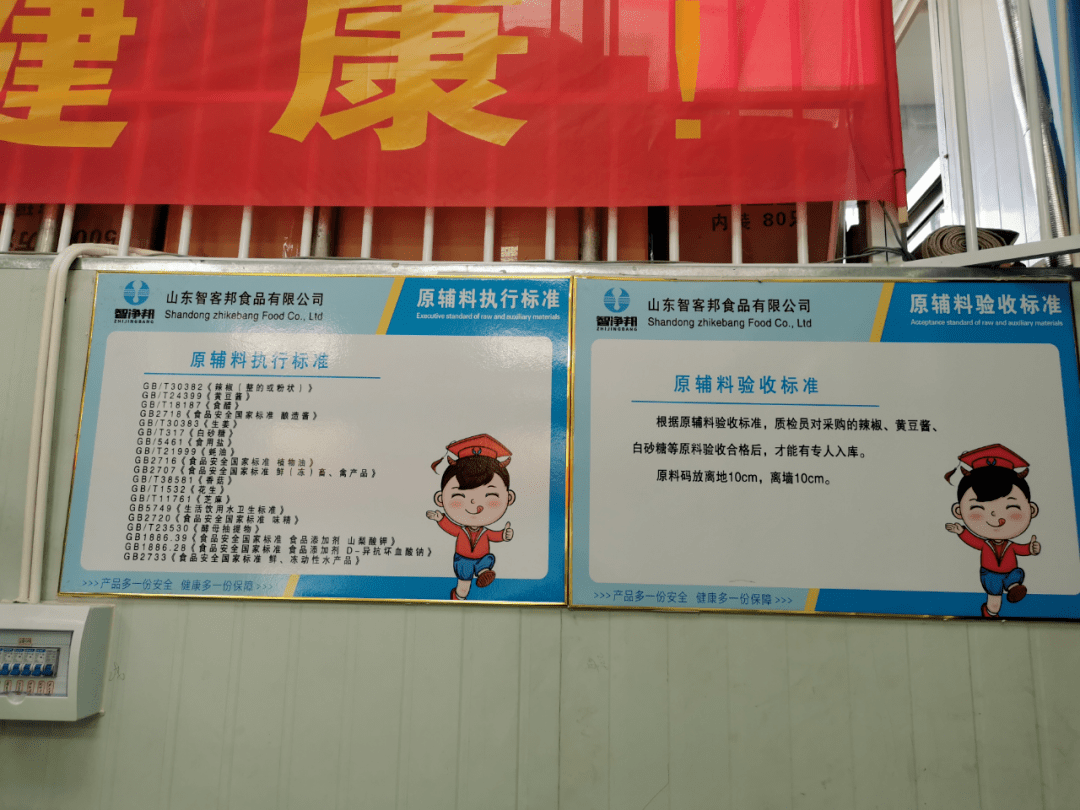 健康!
内装 80只
智净邦
ZHIJINGBANG
山东智客邦食品有限公司
Shandong zhikebang Food Co., Ltd
原辅料执行标准
Executive standard of raw and auxiliary materials
原辅料执行标准
GB/T30382《辣椒(整的或粉状)》
GB/T24399《黄豆酱》
GB/T18187《食醋》
GB2718《食品安全国家标准 酿造酱》
GB/T30383《生姜》
GB/T317《白砂糖》
GB/5461《食用盐》
GB/T21999《蚝油》
GB2716《食品安全国家标准 植物油》
GB2707《食品安全国家标准 鲜(冻)畜、禽产品》
GB/T38581《香菇》
GB/T1532《花生》
GB/T11761《芝麻》
GB5749《生活饮用水卫生标准》
GB2720《食品安全国家标准 味精》
GB/T23530《酵母抽提物》
GB1886.39《食品安全国家标准 食品添加剂 山梨酸钾》
GB1886.28《食品安全国家标准 食品添加剂 D-异抗坏血酸钠》
GB2733《食品安全国家标准 鲜、冻动性水产品》
>>>产品多一份安全 健康多一份保障>>>
智净邦
ZHIJINGBANG
山东智客邦食品有限公司
Shandong zhikebang Food Co., Ltd
原辅料验收标准
Acceptance standard of raw and auxiliary materials
原辅料验收标准
根据原辅料验收标准，质检员对采购的辣椒、黄豆酱、
白砂糖等原料验收合格后，才能有专人入库。
原料码放离地10cm，离墙10cm。
>>>产品多一份安全 健康多一份保障>>>